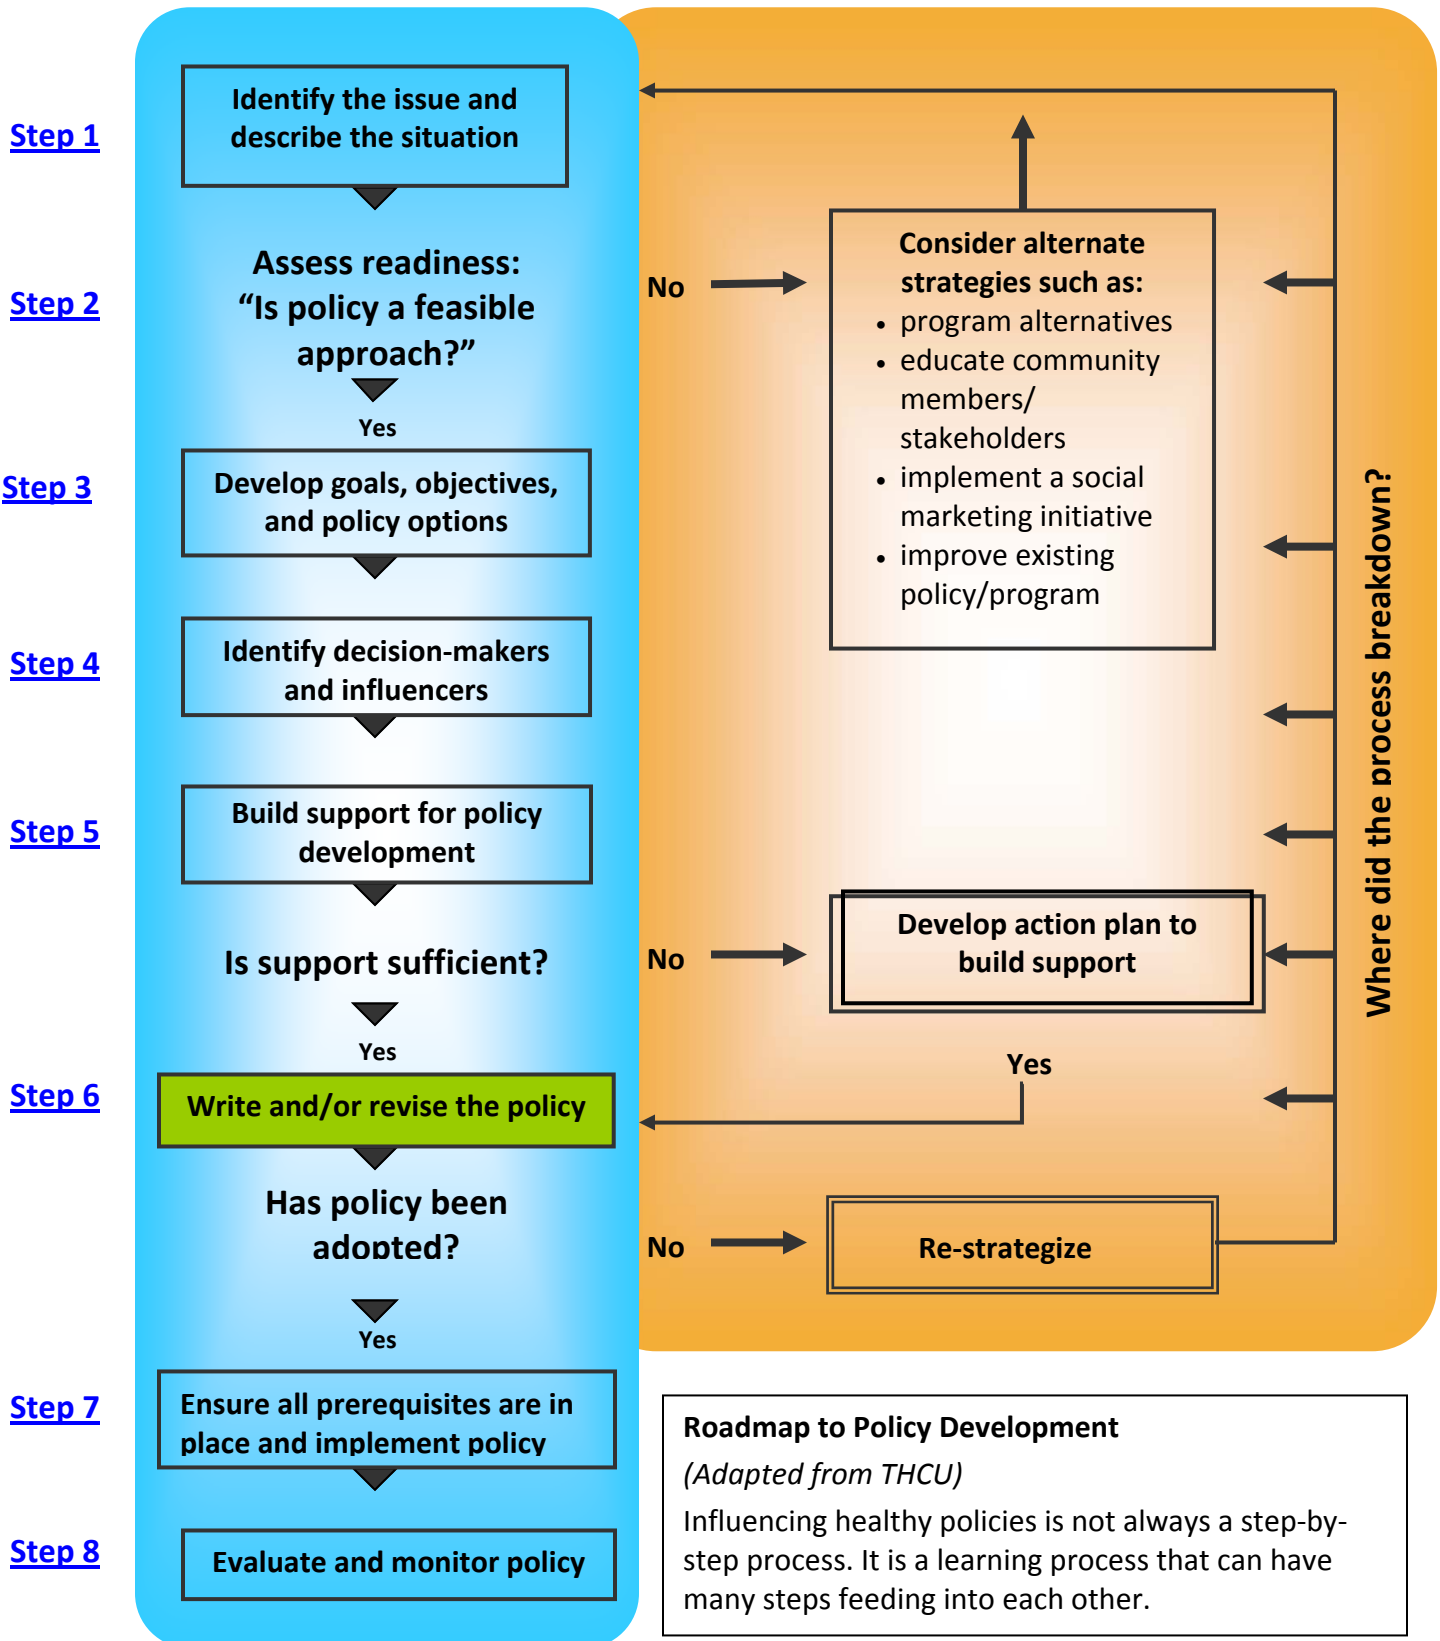 Step 1
Identify the issue and
describe the situation
Step 2
Assess readiness:
“Is policy a feasible
approach?”
No
Consider alternate
strategies such as:
• program alternatives
• educate community
members/
stakeholders
• implement a social
marketing initiative
• improve existing
policy/program
Yes
Step 3
Develop goals, objectives,
and policy options
Step 4
Identify decision-makers
and influencers
Step 5
Build support for policy
development
Is support sufficient?
No
Develop action plan to
build support
Yes
Yes
Step 6
Write and/or revise the policy
Has policy been
adopted?
No
Re-strategize
Where did the process breakdown?
Yes
Step 7
Ensure all prerequisites are in
place and implement policy
Step 8
Evaluate and monitor policy
Roadmap to Policy Development
(Adapted from THCU)
Influencing healthy policies is not always a step-by-
step process. It is a learning process that can have
many steps feeding into each other.